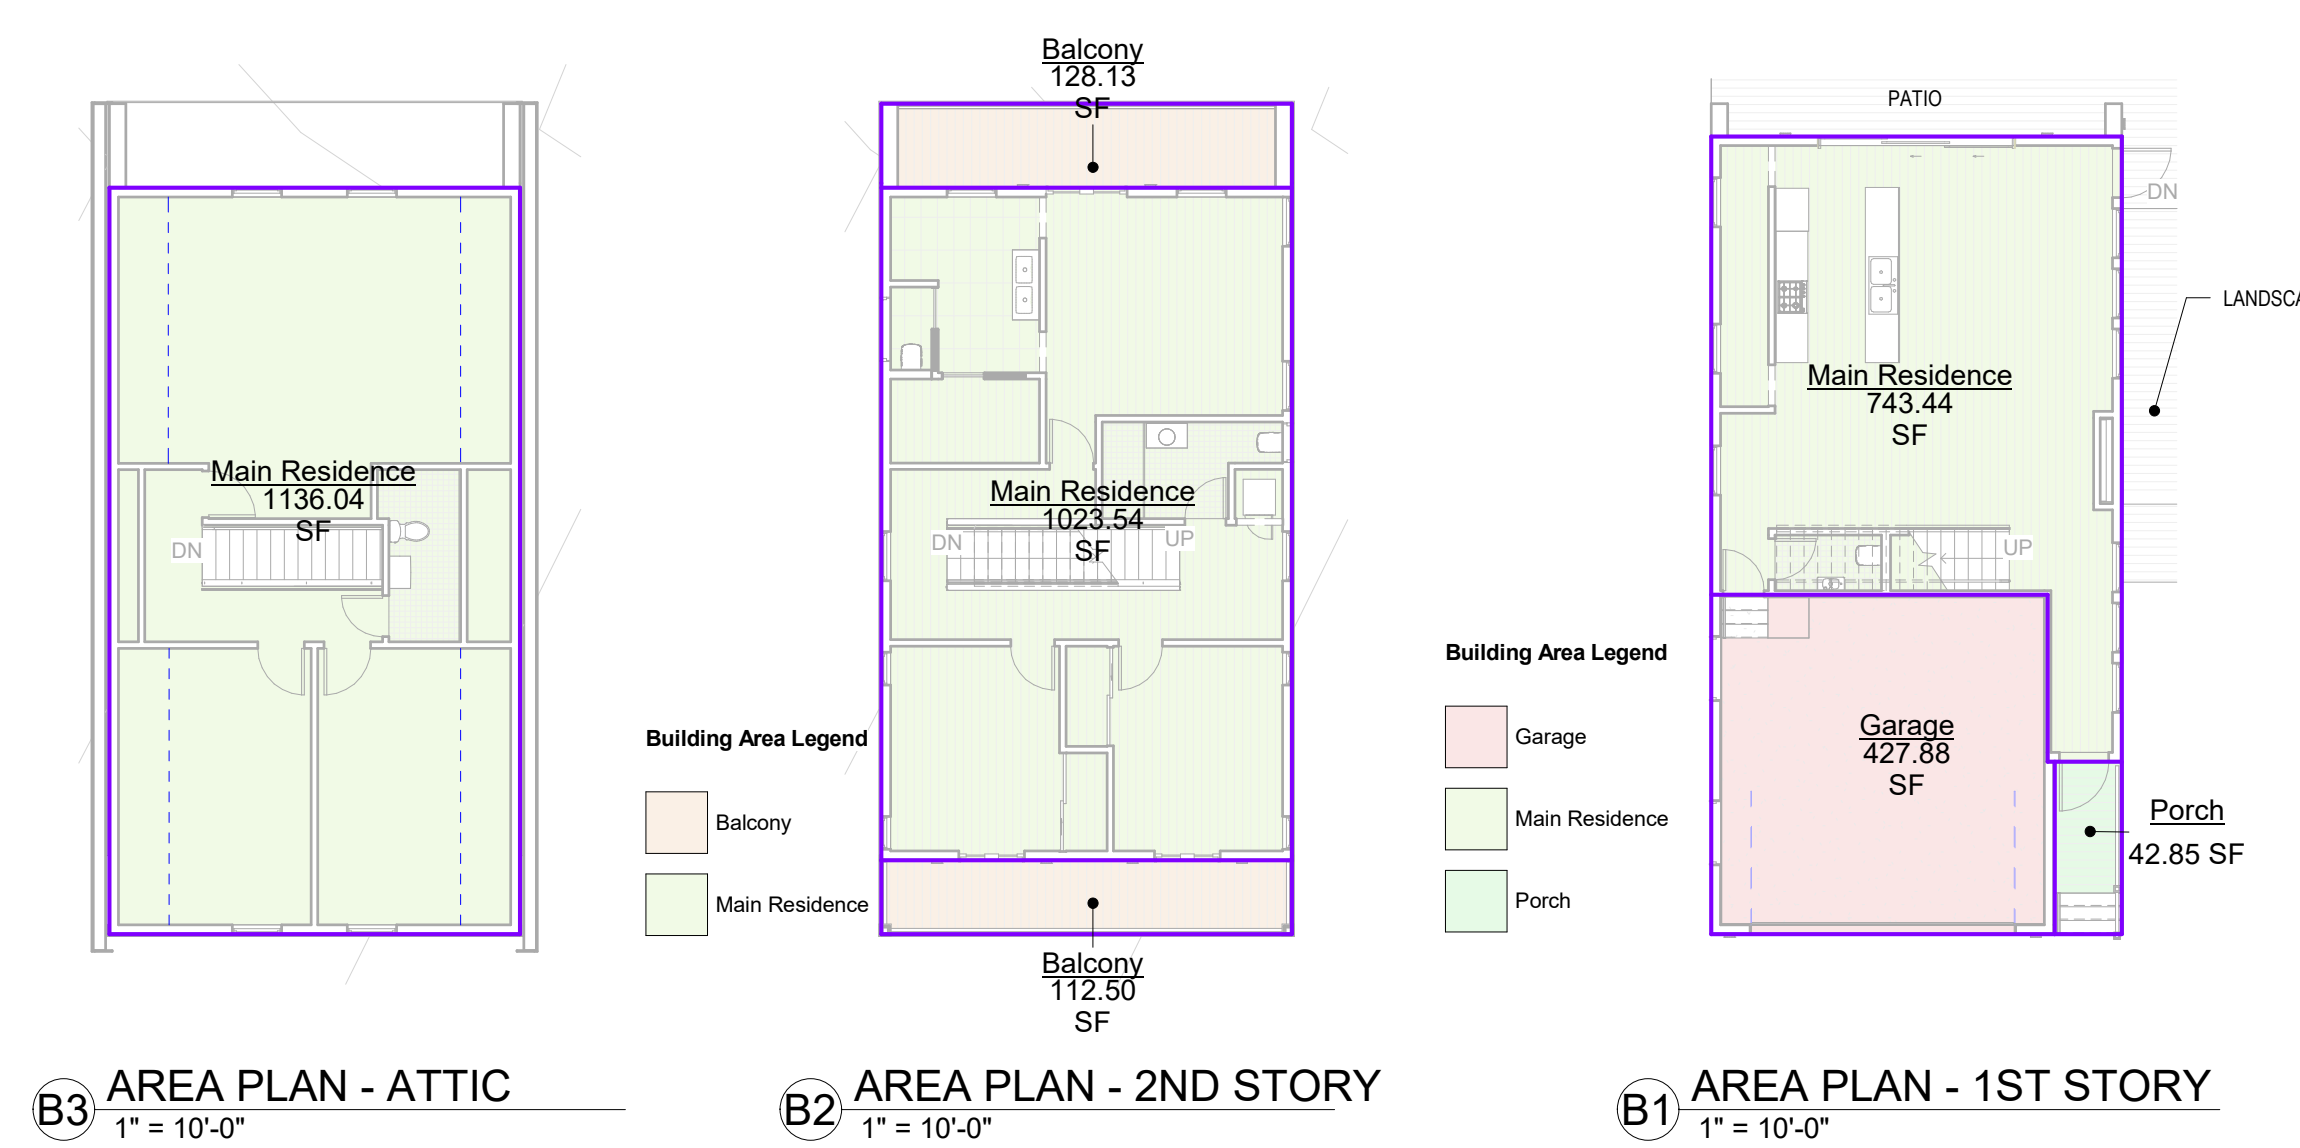 Main Residence
1136.04
SF
DN
B3
AREA PLAN - ATTIC
1" = 10'-0"
Building Area Legend
Balcony
Main Residence
Balcony
128.13
SF
Main Residence
1023.54
SF
DN
UP
Balcony
112.50
SF
B2
AREA PLAN - 2ND STORY
1" = 10'-0"
Building Area Legend
Garage
Main Residence
Porch
PATIO
DN
LANDSCA
Main Residence
743.44
SF
UP
Garage
427.88
SF
Porch
42.85 SF
B1
AREA PLAN - 1ST STORY
1" = 10'-0"